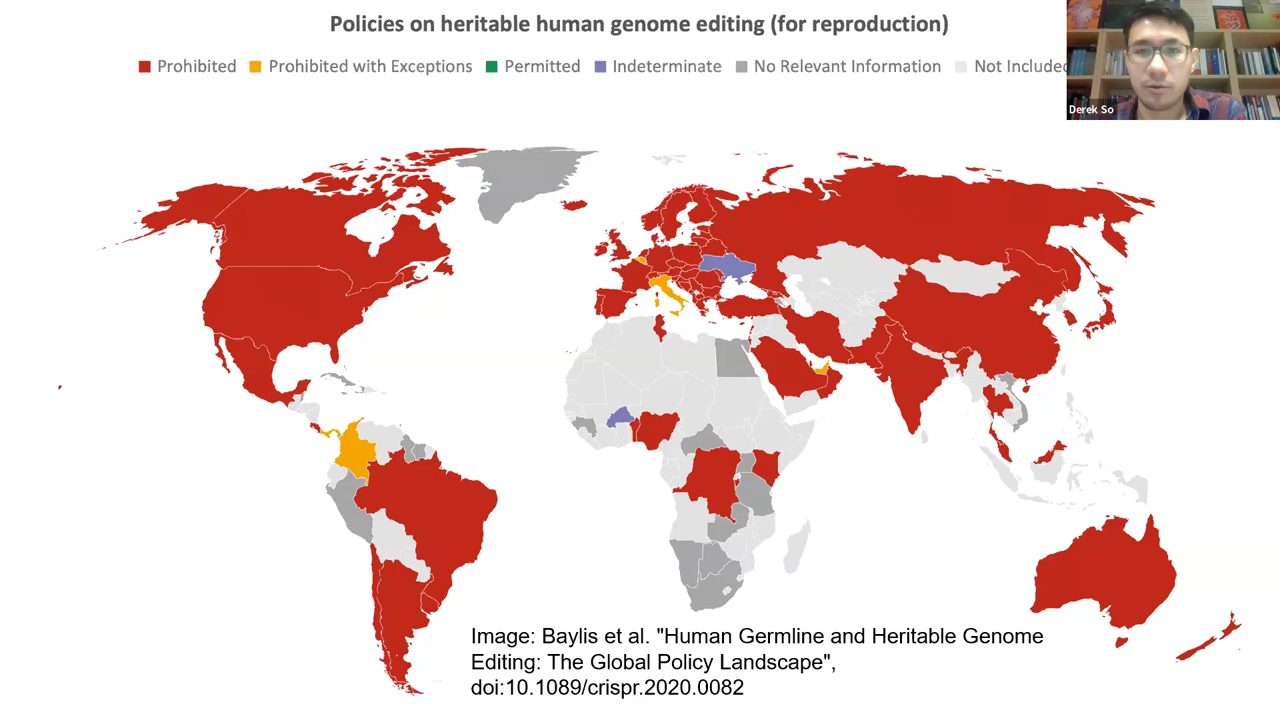 Policies on heritable human genome editing (for reproduction)
Prohibited Prohibited with Exceptions Permitted Indeterminate No Relevant Information Not Included
Derek So
Image: Baylis et al. "Human Germline and Heritable Genome
Editing: The Global Policy Landscape",
doi:10.1089/crispr.2020.0082